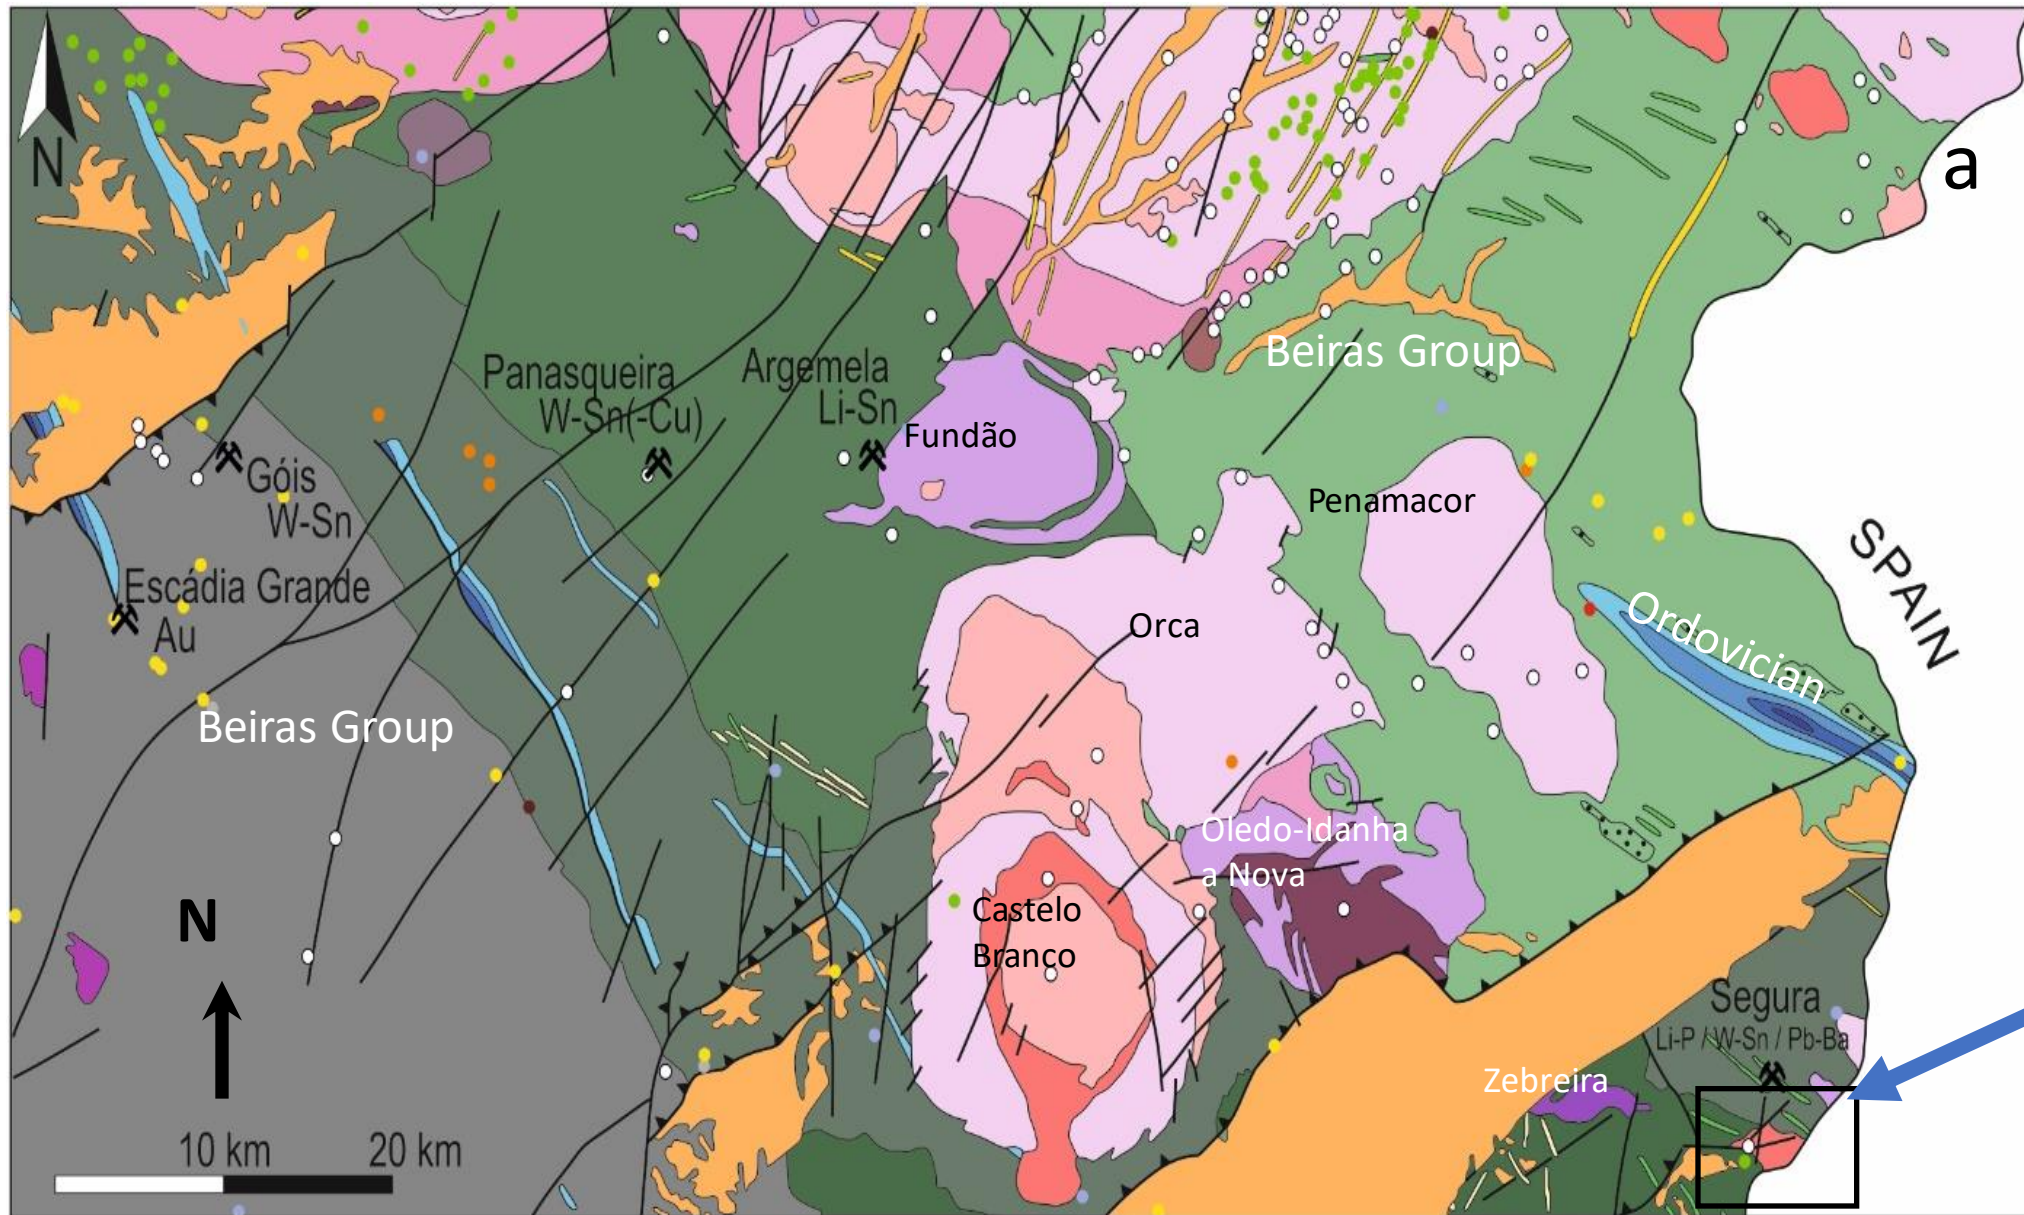 N
a
Beiras Group
Panasqueira
W-Sn(-Cu)
Argemela
Li-Sn
Fundão
Góis
W-Sn
Penamacor
SPAIN
Escádia Grande
Au
Orca
Ordovician
Beiras Group
Oledo-Idanha
a Nova
Castelo
Branco
N
Segura
Li-P / W-Sn / Pb-Ba
Zebreira
10 km
20 km